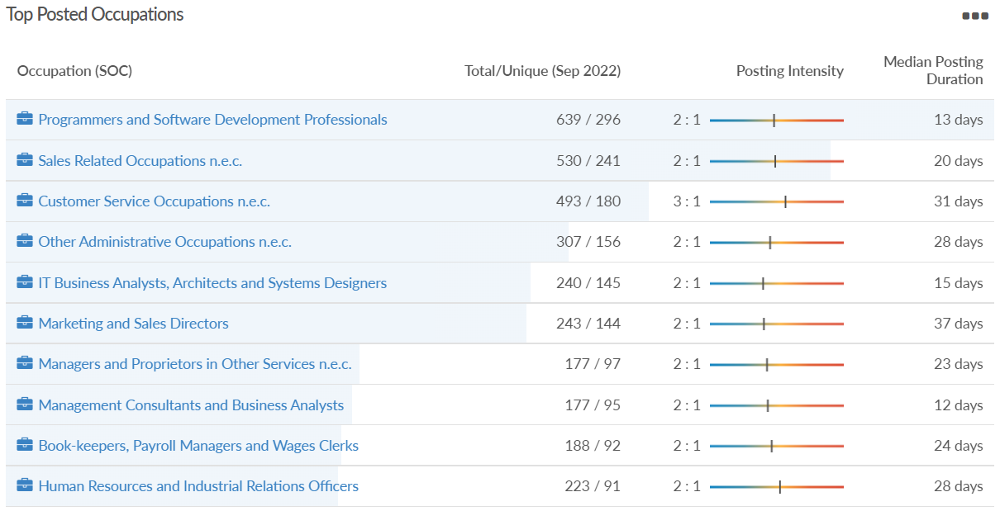 Top Posted Occupations
Occupation (SOC) Total/Unique (Sep 2022) Posting Intensity Median Posting Duration
Programmers and Software Development Professionals 639 / 296 2 : 1 13 days
Sales Related Occupations n.e.c. 530 / 241 2 : 1 20 days
Customer Service Occupations n.e.c. 493 / 180 3 : 1 31 days
Other Administrative Occupations n.e.c. 307 / 156 2 : 1 28 days
IT Business Analysts, Architects and Systems Designers 240 / 145 2 : 1 15 days
Marketing and Sales Directors 243 / 144 2 : 1 37 days
Managers and Proprietors in Other Services n.e.c. 177 / 97 2 : 1 23 days
Management Consultants and Business Analysts 177 / 95 2 : 1 12 days
Book-keepers, Payroll Managers and Wages Clerks 188 / 92 2 : 1 24 days
Human Resources and Industrial Relations Officers 223 / 91 2 : 1 28 days